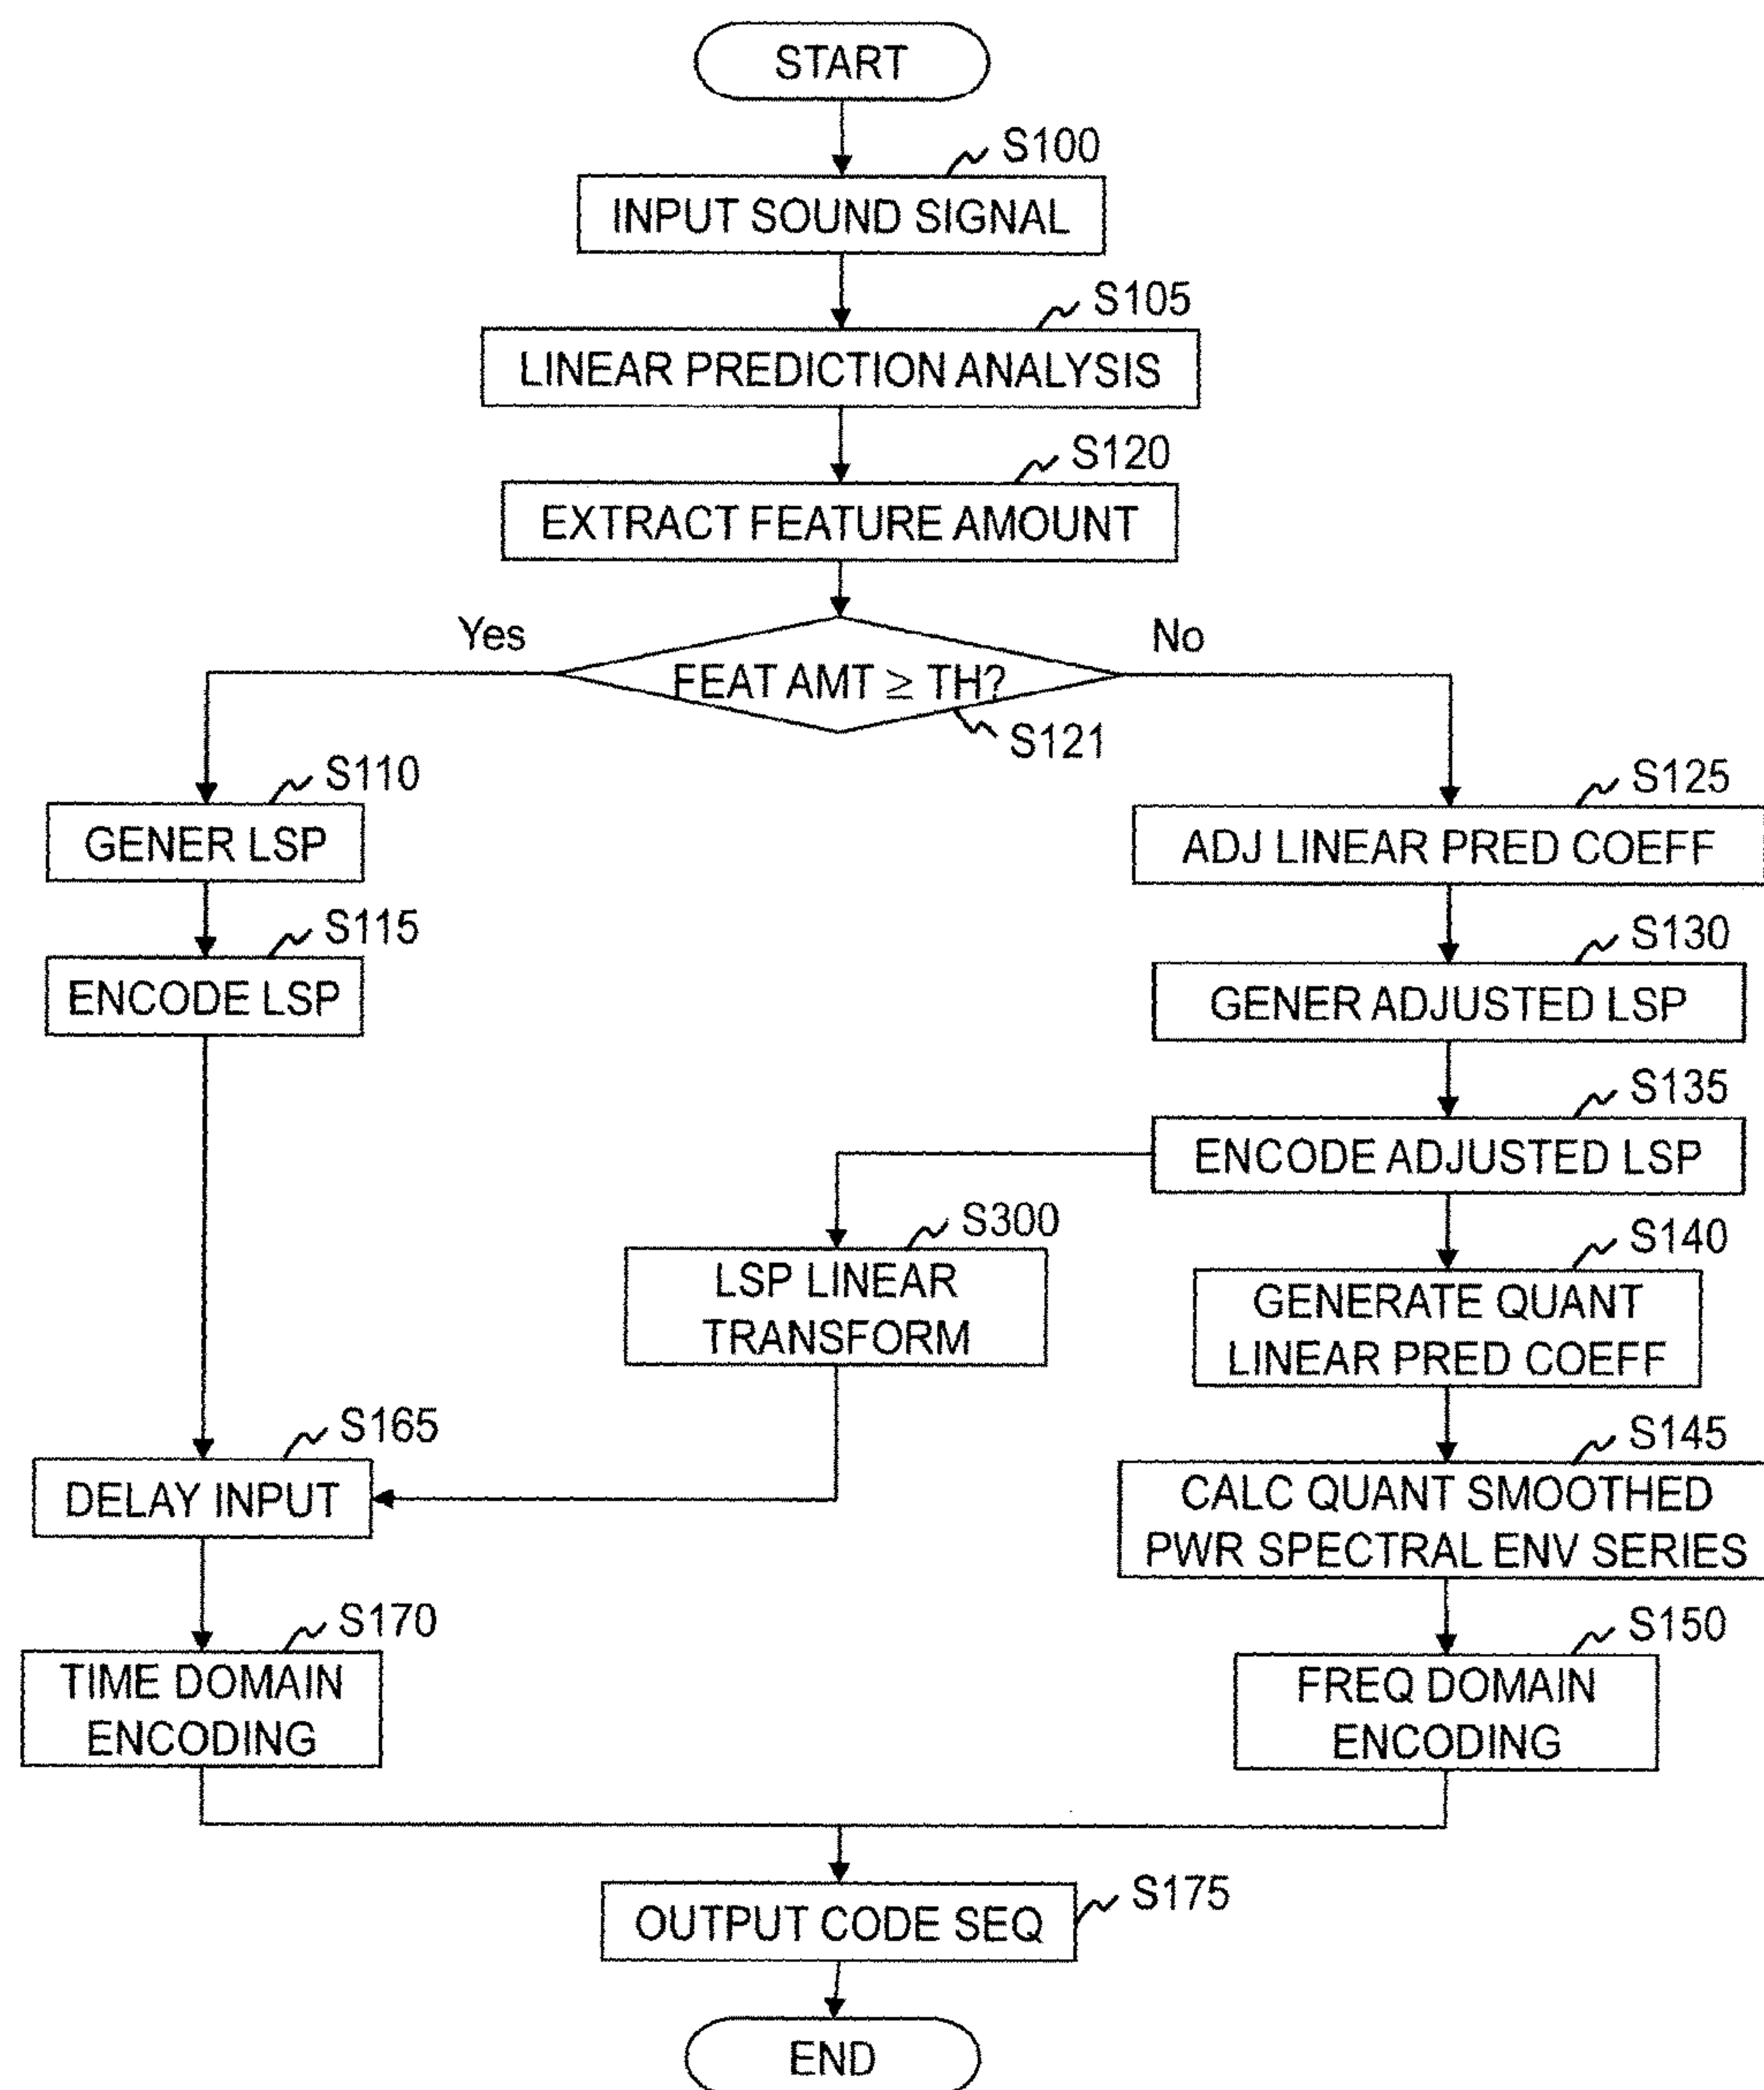 START
S100
INPUT SOUND SIGNAL
S105
LINEAR PREDICTION ANALYSIS
S120
EXTRACT FEATURE AMOUNT
Yes
No
FEAT AMT ≥ TH?
S121
S110
GENER LSP
S115
ENCODE LSP
S125
ADJ LINEAR PRED COEFF
S130
GENER ADJUSTED LSP
S135
ENCODE ADJUSTED LSP
S300
LSP LINEAR
TRANSFORM
S140
GENERATE QUANT
LINEAR PRED COEFF
S165
DELAY INPUT
S145
CALC QUANT SMOOTHED
PWR SPECTRAL ENV SERIES
S170
TIME DOMAIN
ENCODING
S150
FREQ DOMAIN
ENCODING
S175
OUTPUT CODE SEQ
END